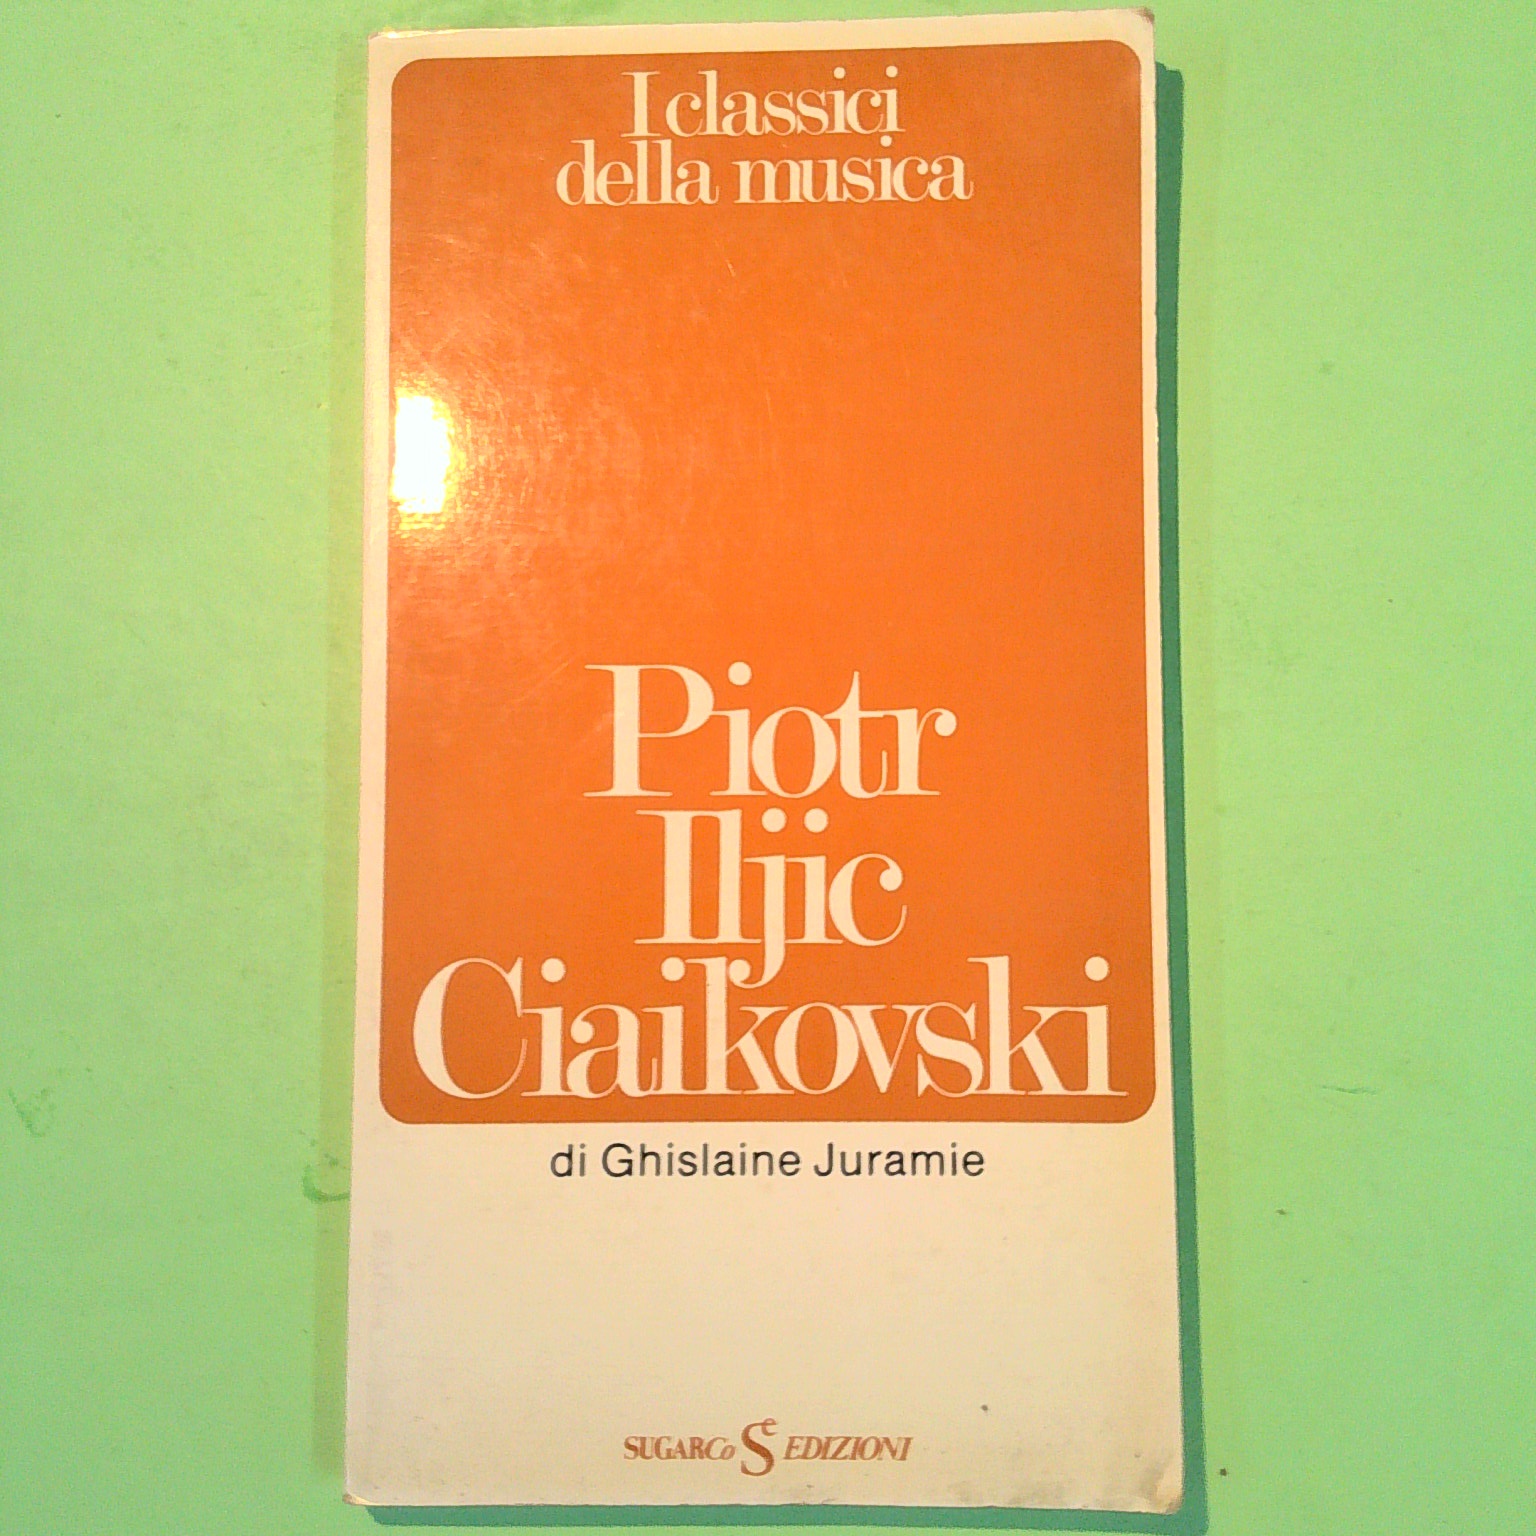 I classici
della musica
Piotr
Iljic
Ciaikovski
di Ghislaine Juramie
SUGARCo S EDIZIONI